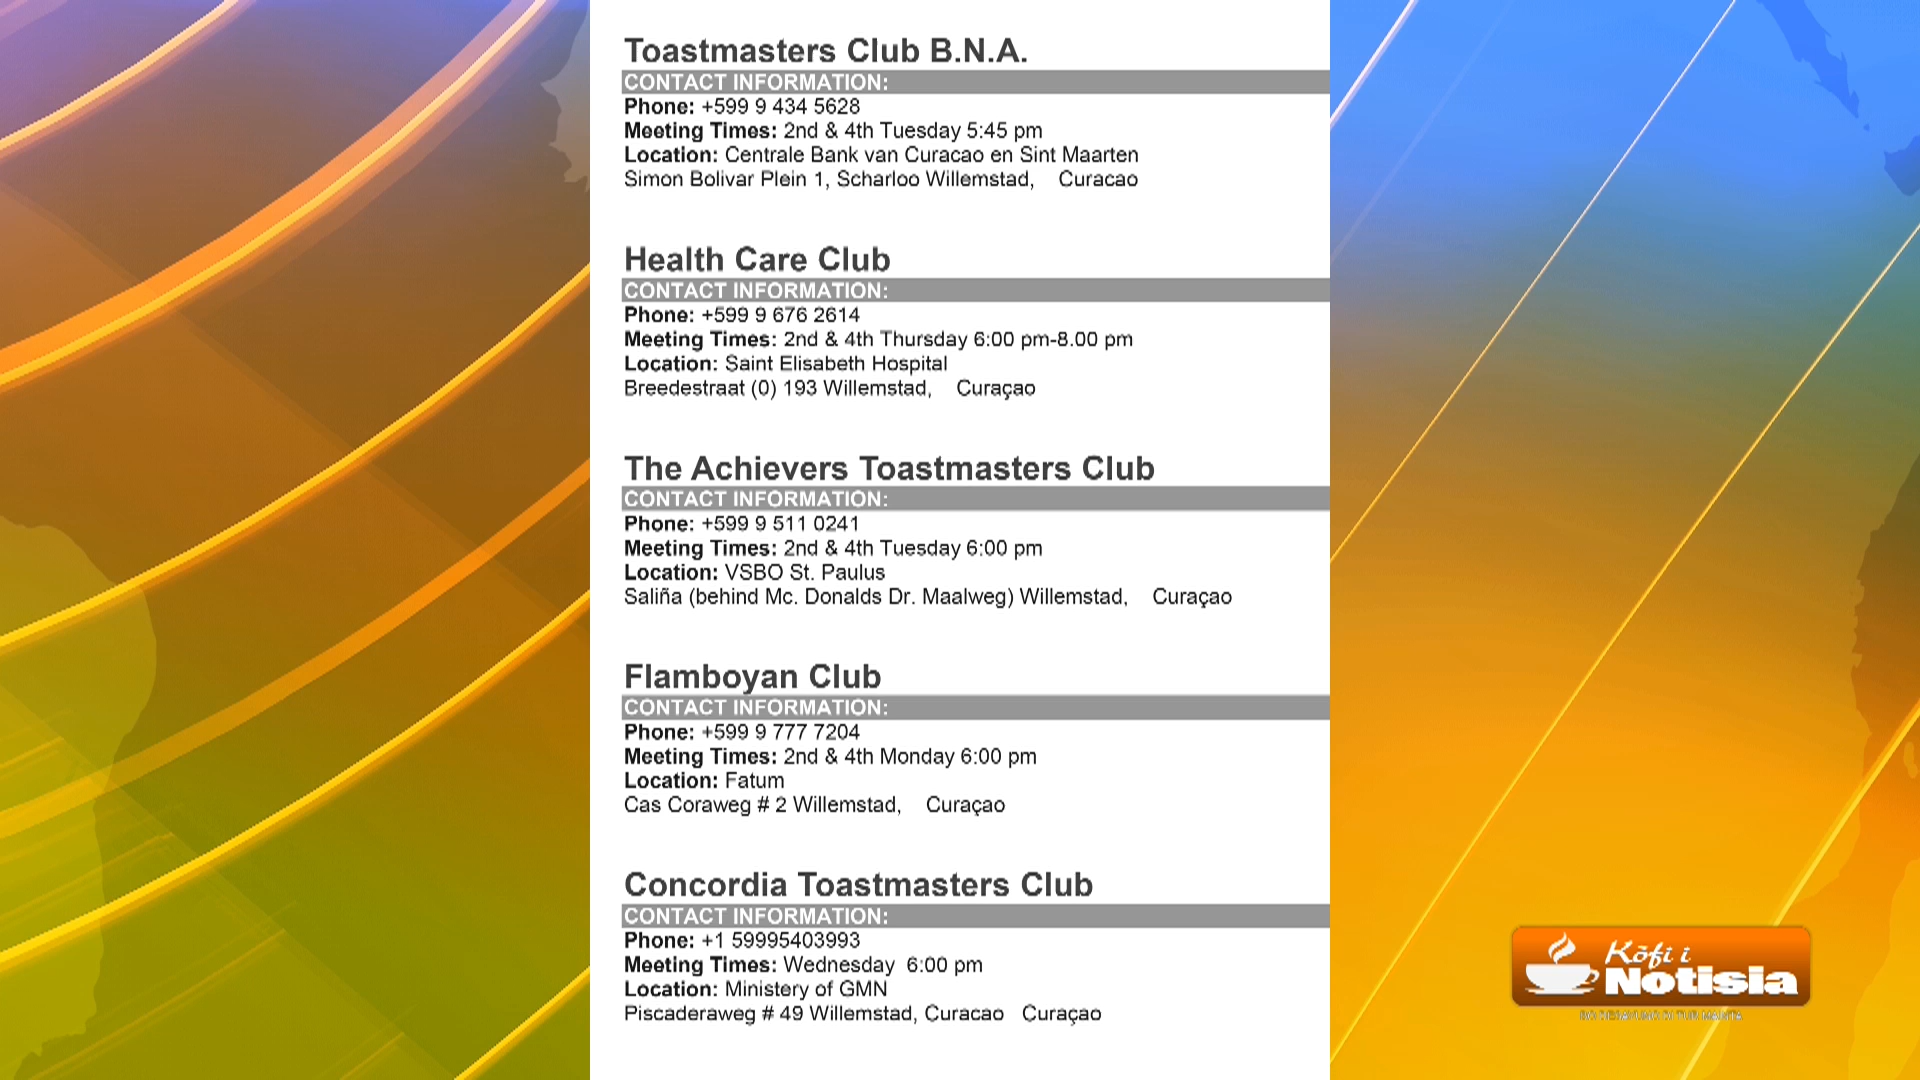 Toastmasters Club B.N.A.
CONTACT INFORMATION:
Phone: +599 9 434 5628
Meeting Times: 2nd & 4th Tuesday 5:45 pm
Location: Centrale Bank van Curacao en Sint Maarten
Simon Bolivar Plein 1, Scharloo Willemstad, Curacao
Health Care Club
CONTACT INFORMATION:
Phone: +599 9 676 2614
Meeting Times: 2nd & 4th Thursday 6:00 pm-8.00 pm
Location: Saint Elisabeth Hospital
Breedestraat (0) 193 Willemstad, Curaçao
The Achievers Toastmasters Club
CONTACT INFORMATION:
Phone: +599 9 511 0241
Meeting Times: 2nd & 4th Tuesday 6:00 pm
Location: VSBO St. Paulus
Saliña (behind Mc. Donalds Dr. Maalweg) Willemstad, Curaçao
Flamboyan Club
CONTACT INFORMATION:
Phone: +599 9 777 7204
Meeting Times: 2nd & 4th Monday 6:00 pm
Location: Fatum
Cas Coraweg # 2 Willemstad, Curaçao
Concordia Toastmasters Club
CONTACT INFORMATION:
Phone: +1 59995403993
Meeting Times: Wednesday 6:00 pm
Location: Ministery of GMN
Piscaderaweg # 49 Willemstad, Curacao Curaçao
Kòfi i
Notisia
BO DESAYUNO DI TUR MAINTA